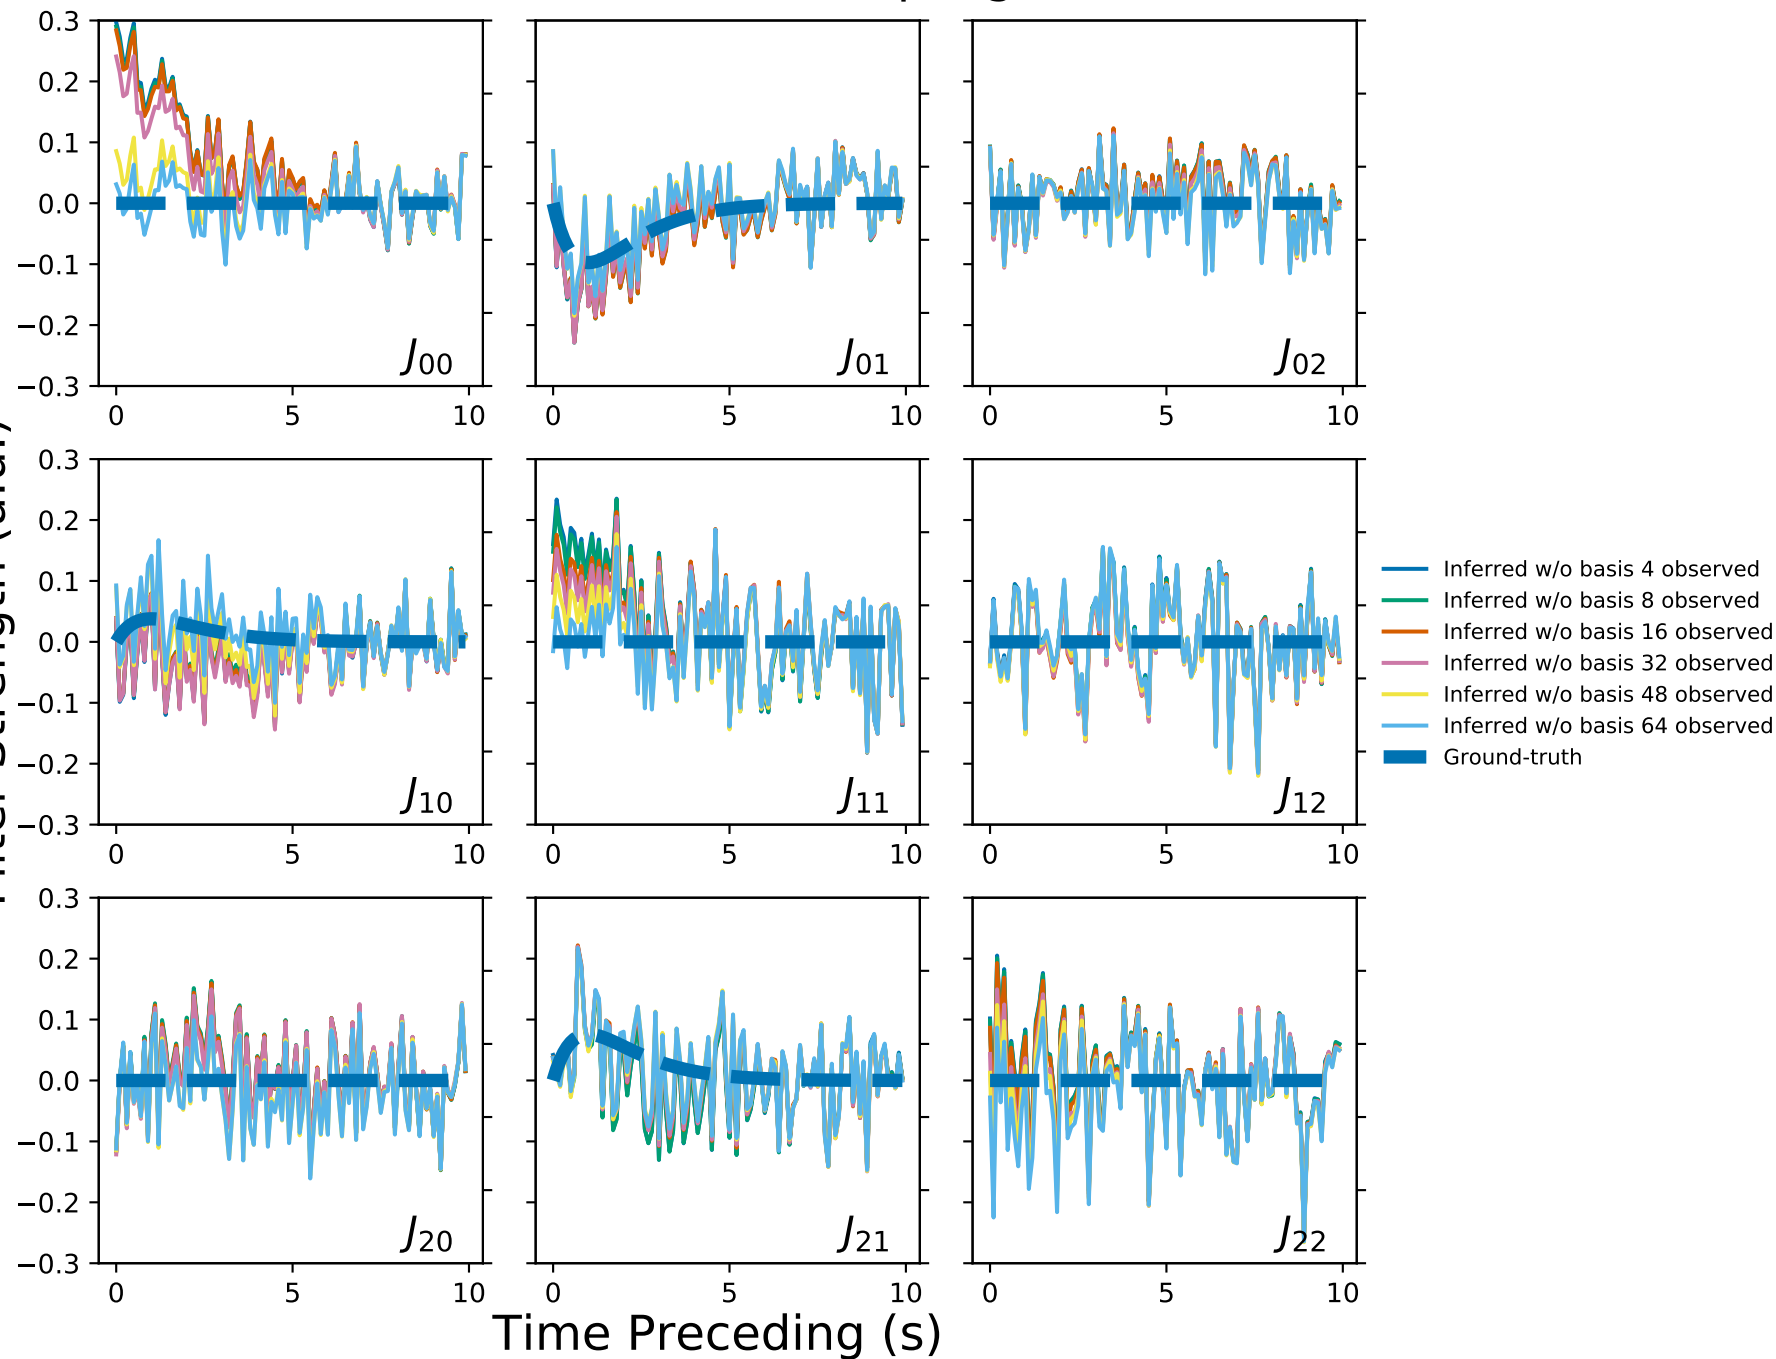 0.3
0.2
0.1
0.0
−0.1
−0.2
−0.3
J00
0 5 10
J01
0 5 10
J02
0 5 10
0.3
0.2
0.1
0.0
−0.1
−0.2
−0.3
J10
0 5 10
J11
0 5 10
J12
0 5 10
Inferred w/o basis 4 observed
Inferred w/o basis 8 observed
Inferred w/o basis 16 observed
Inferred w/o basis 32 observed
Inferred w/o basis 48 observed
Inferred w/o basis 64 observed
Ground-truth
0.3
0.2
0.1
0.0
−0.1
−0.2
−0.3
J20
0 5 10
J21
0 5 10
J22
0 5 10
Time Preceding (s)